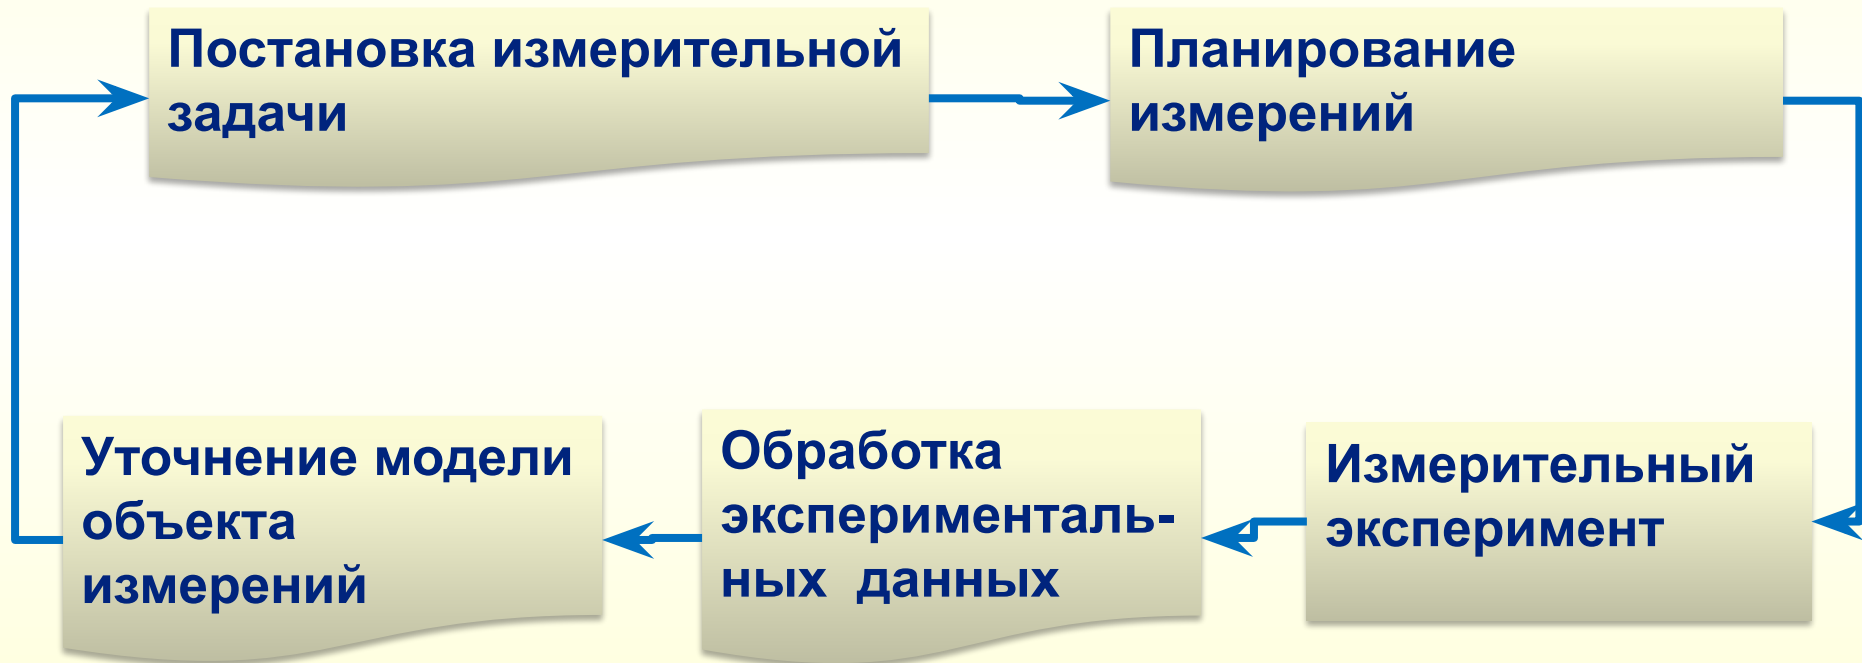 Постановка измерительной
задачи
Планирование
измерений
Уточнение модели
объекта
измерений
Обработка
эксперименталь-
ных данных
Измерительный
эксперимент